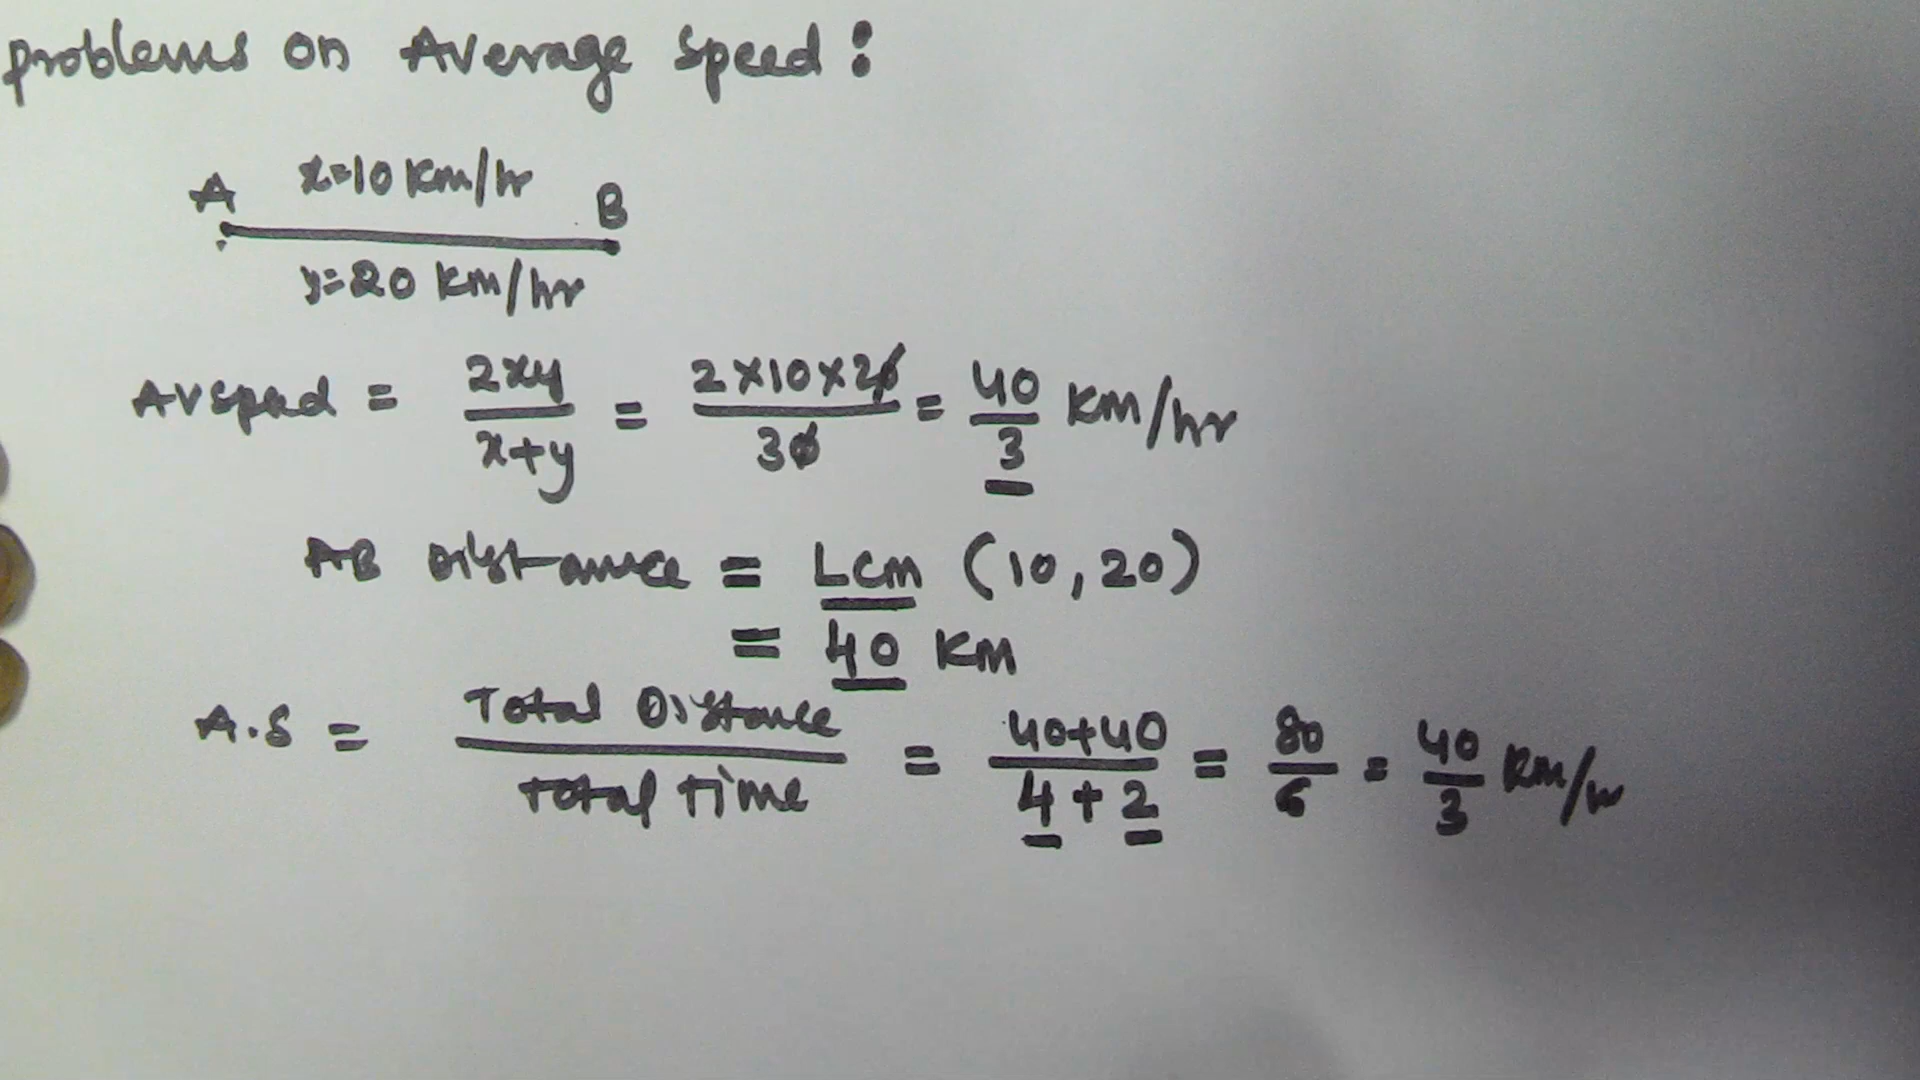 problems on Average Speed:
A x=10 Km/hr B
y=20 Km/hr
Avspeed = 2xy/x+y = 2×10×20/30 = 40/3 Km/hr
AB Distance = Lcm (10,20)
= 40 Km
A.S = Total Distance/Total Time = 40+40/4+2 = 80/6 = 40/3 Km/hr